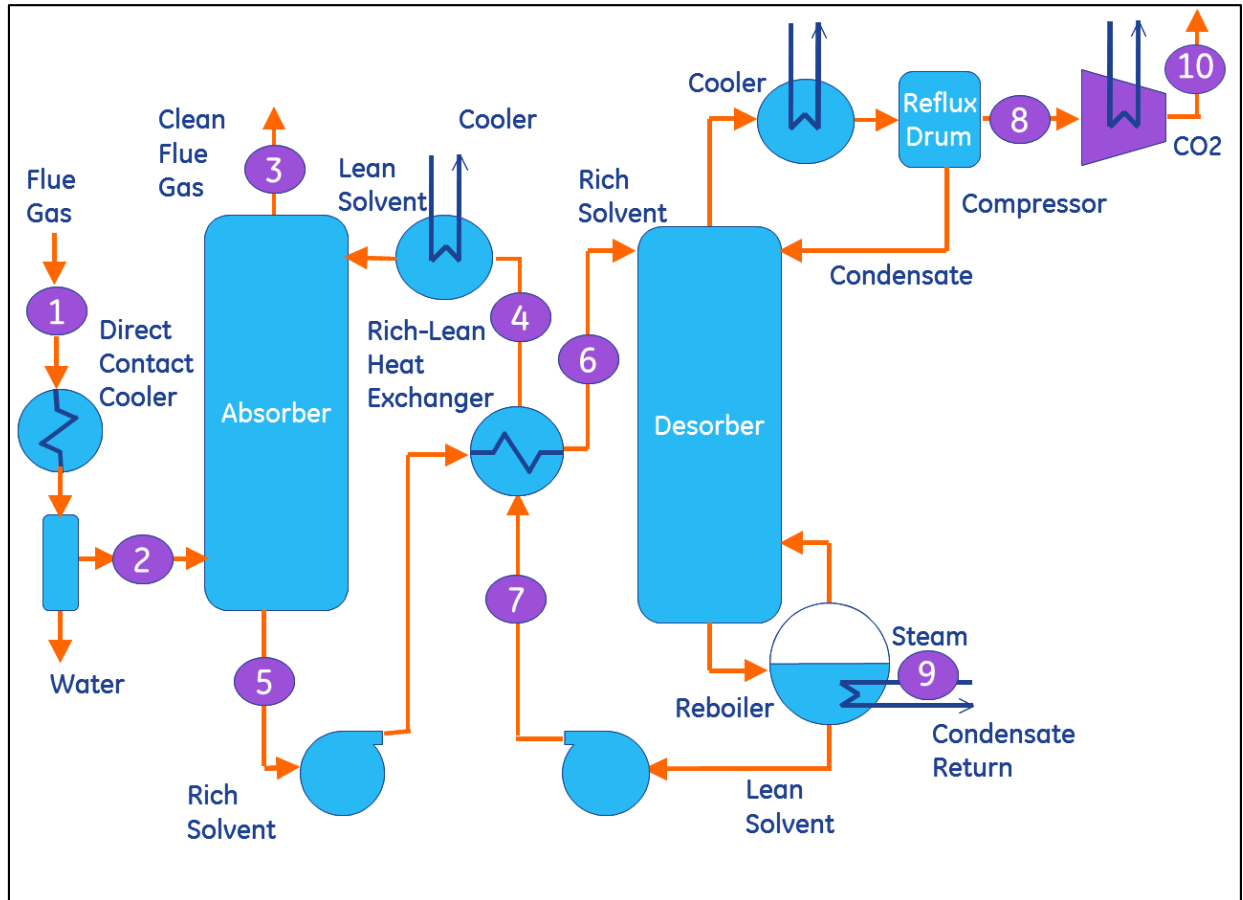 Cooler
Reflux
Drum
8
10
CO2
Compressor
Condensate
Clean
Flue
Gas
3
Cooler
Lean
Solvent
Rich
Solvent
Flue
Gas
1
Direct
Contact
Cooler
Absorber
4
Rich-Lean
Heat
Exchanger
6
Desorber
2
Water
5
Rich
Solvent
7
Reboiler
Steam
9
Condensate
Return
Lean
Solvent